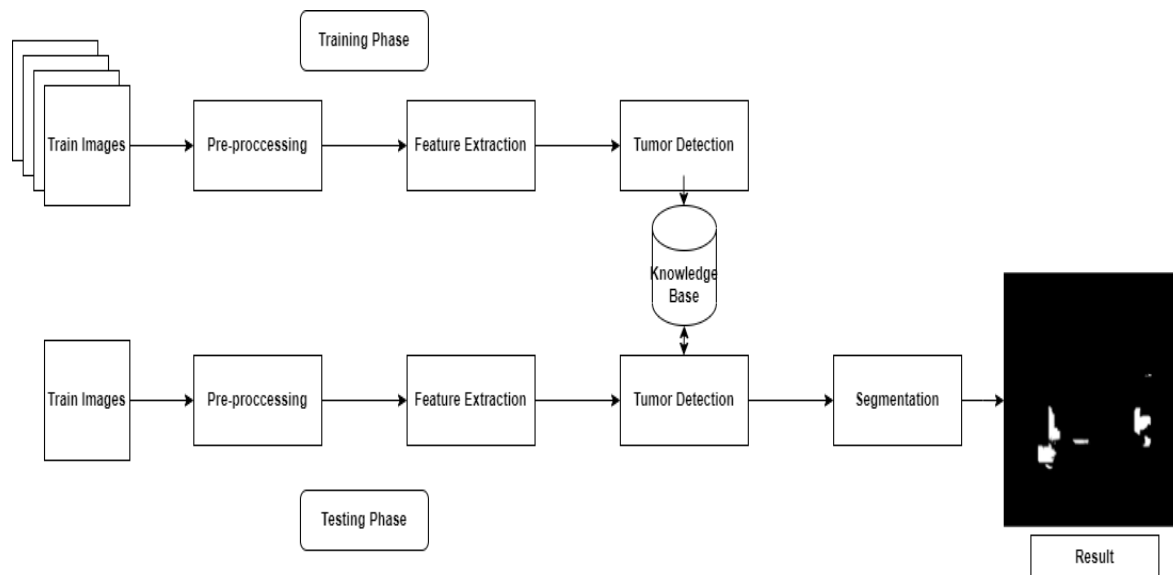 Training Phase
Train Images
Pre-proccessing
Feature Extraction
Tumor Detection
Knowledge
Base
Train Images
Pre-proccessing
Feature Extraction
Tumor Detection
Segmentation
Testing Phase
Result